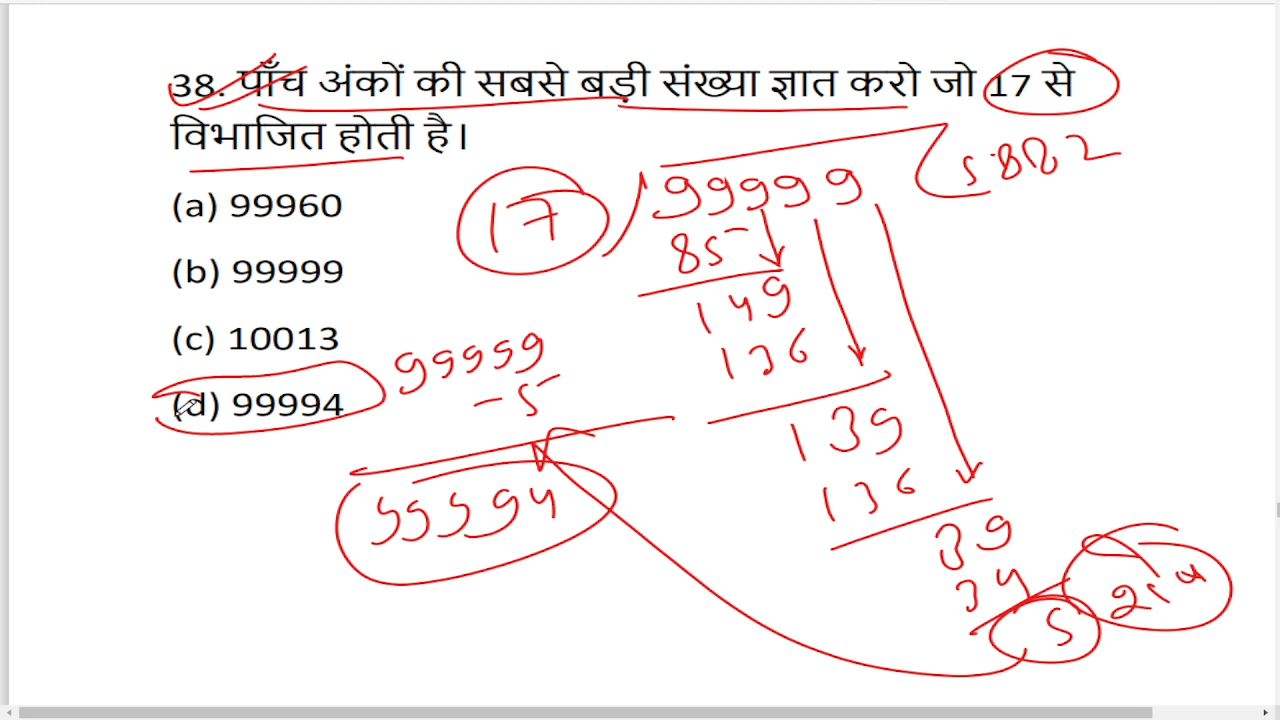 38. पाँच अंकों की सबसे बड़ी संख्या ज्ञात करो जो 17 से
विभाजित होती है।
(a) 99960
(b) 99999
(c) 10013
(d) 99994
17) 99999 ( 5882
85
149
136
139
136
39
34
5
99999
- 5
99994